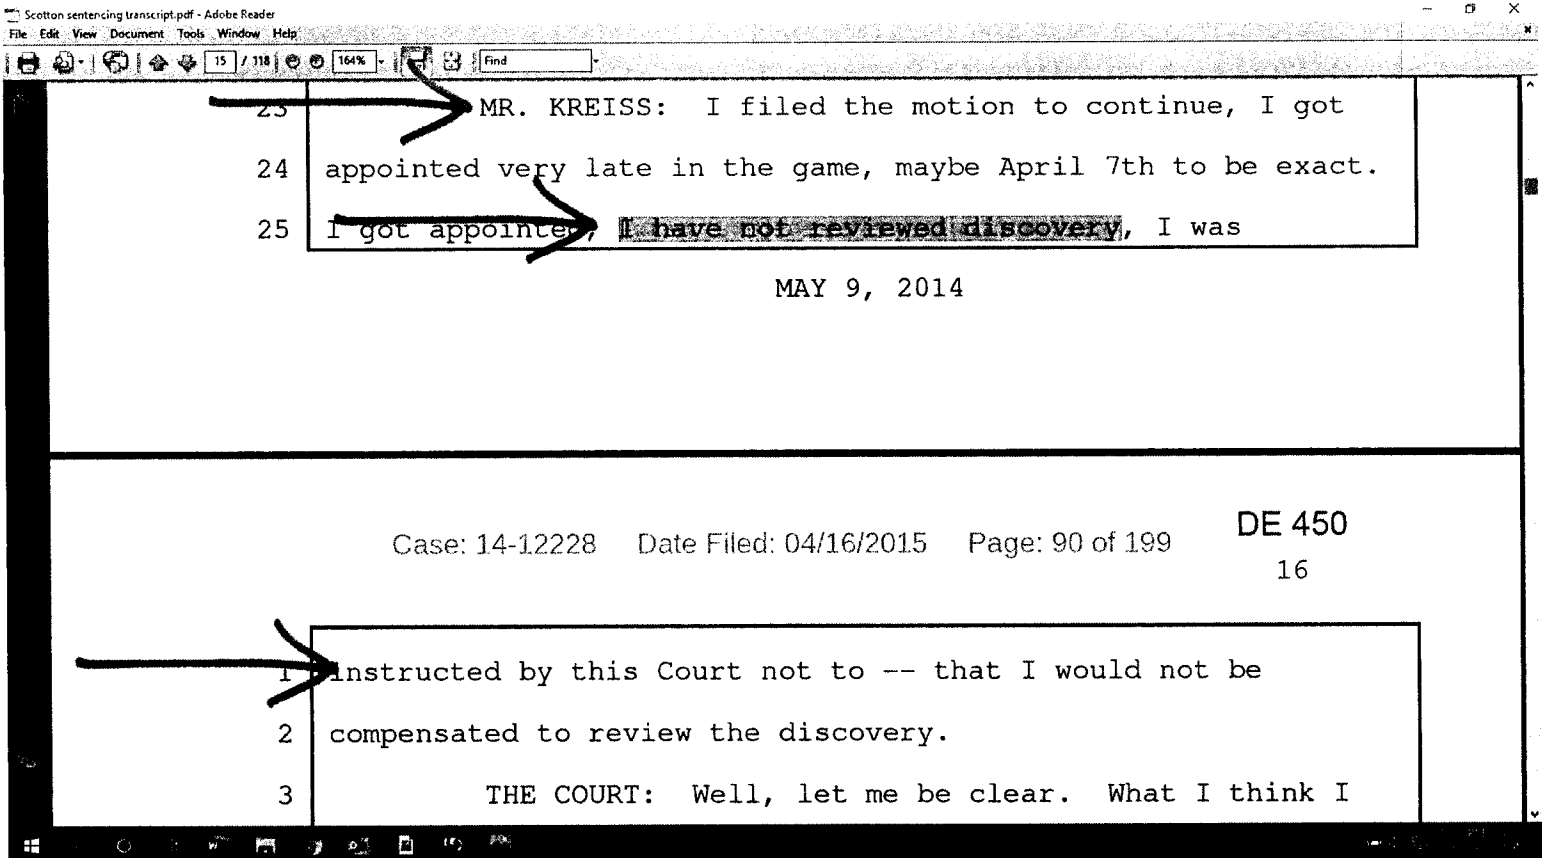 Scotton sentencing transcript.pdf - Adobe Reader
File Edit View Document Tools Window Help
15 / 118 164% Find
23 MR. KREISS: I filed the motion to continue, I got
24 appointed very late in the game, maybe April 7th to be exact.
25 I got appointed, I have not reviewed discovery, I was
MAY 9, 2014
DE 450
Case: 14-12228 Date Filed: 04/16/2015 Page: 90 of 199
16
1 instructed by this Court not to -- that I would not be
2 compensated to review the discovery.
3 THE COURT: Well, let me be clear. What I think I